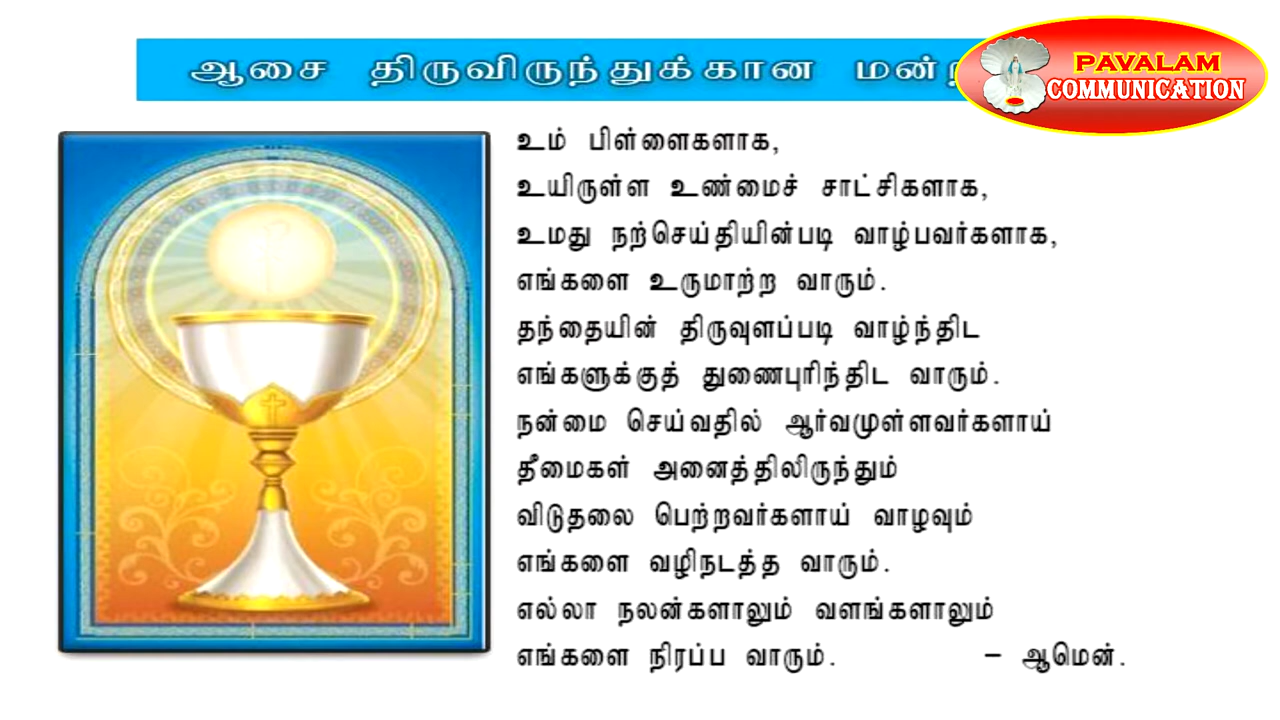 ஆசை திருவிருந்துக்கான
PAVALAM
COMMUNICATION
உம் பிள்ளைகளாக,
உயிருள்ள உண்மைச் சாட்சிகளாக,
உமது நற்செய்தியின்படி வாழ்பவர்களாக,
எங்களை உருமாற்ற வாரும்.
தந்தையின் திருவுளப்படி வாழ்ந்திட
எங்களுக்குத் துணைபுரிந்திட வாரும்.
நன்மை செய்வதில் ஆர்வமுள்ளவர்களாய்
தீமைகள் அனைத்திலிருந்தும்
விடுதலை பெற்றவர்களாய் வாழவும்
எங்களை வழிநடத்த வாரும்.
எல்லா நலன்களாலும் வளங்களாலும்
எங்களை நிரப்ப வாரும். – ஆமென்.